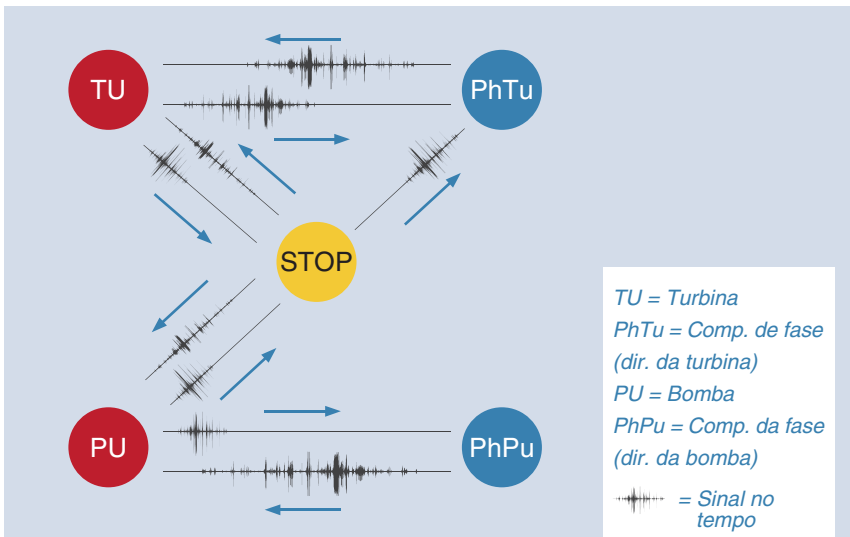 TU
PhTu
STOP
PU
PhPu
TU = Turbina
PhTu = Comp. de fase
(dir. da turbina)
PU = Bomba
PhPu = Comp. da fase
(dir. da bomba)
= Sinal no
tempo